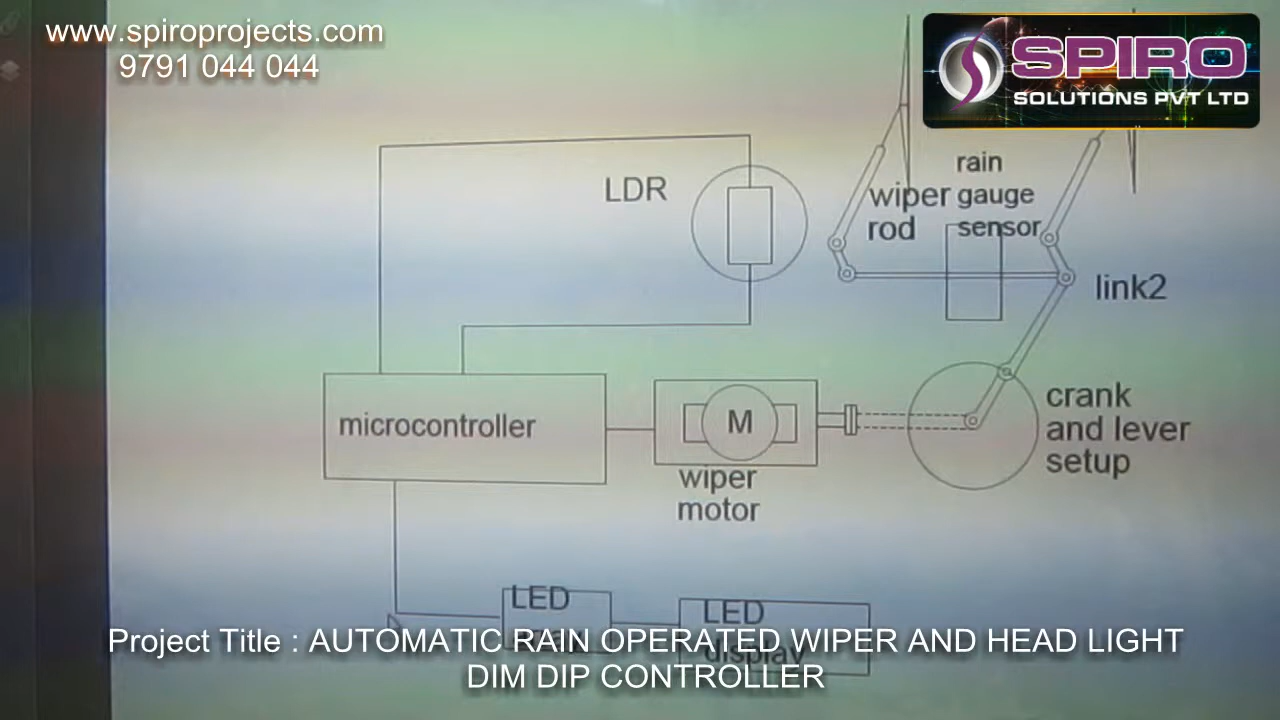 www.spiroprojects.com
9791 044 044
SPIRO
SOLUTIONS PVT LTD
LDR
rain
wiper gauge
rod sensor
link2
microcontroller
M
wiper
motor
crank
and lever
setup
LED
LED
display
Project Title : AUTOMATIC RAIN OPERATED WIPER AND HEAD LIGHT
DIM DIP CONTROLLER